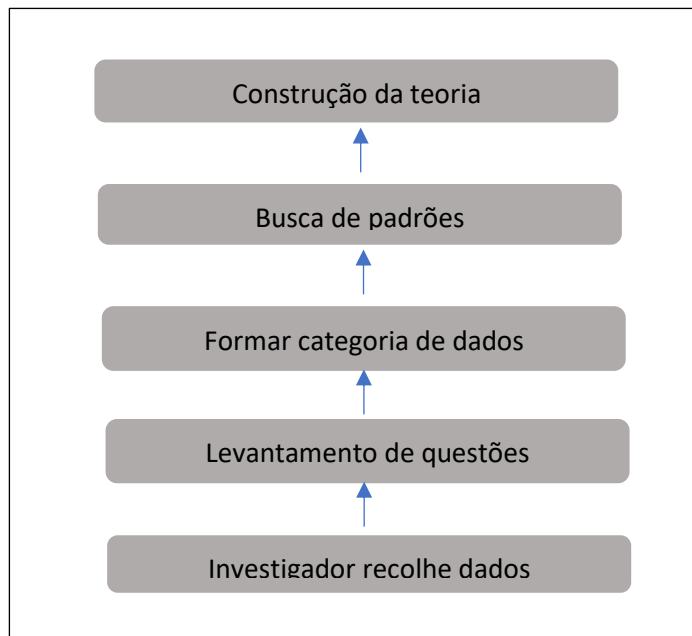 Construção da teoria
Busca de padrões
Formar categoria de dados
Levantamento de questões
Investigador recolhe dados